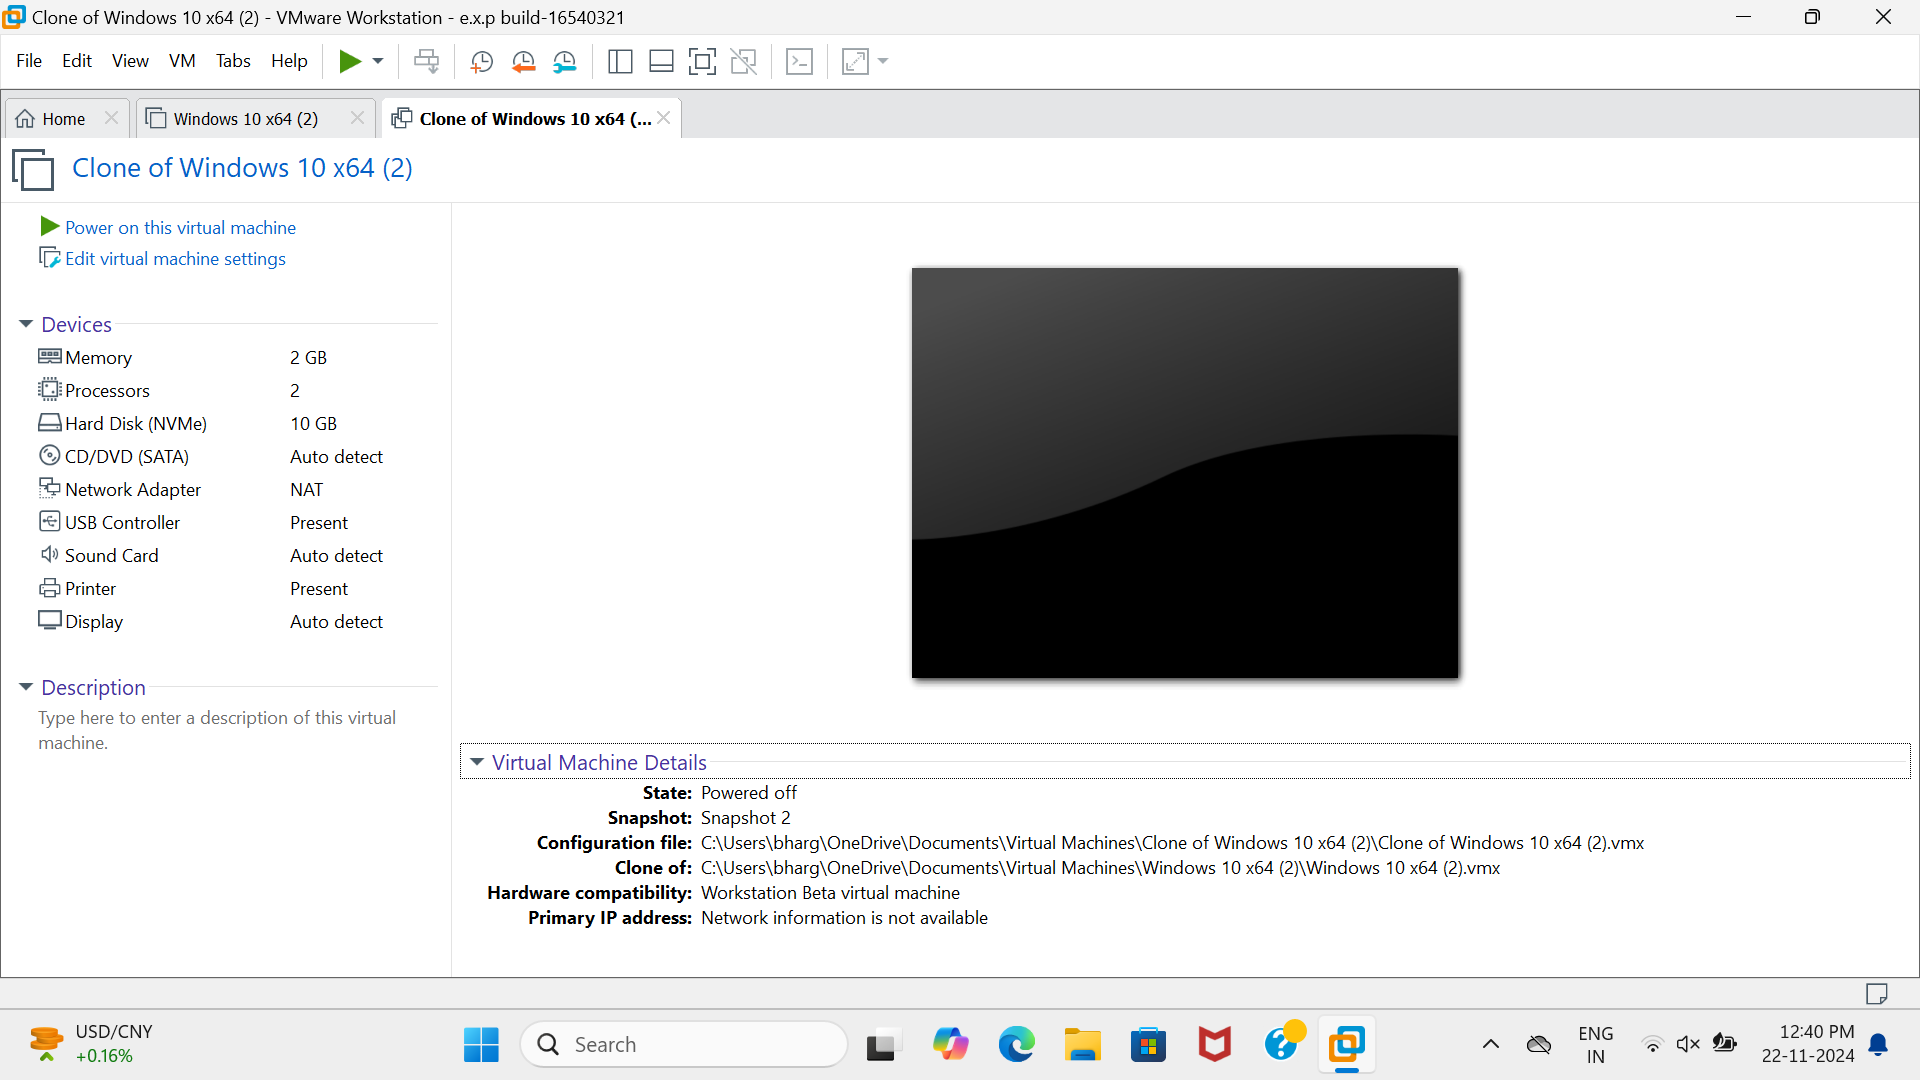 Clone of Windows 10 x64 (2) - VMware Workstation - e.x.p build-16540321
File Edit View VM Tabs Help
Home
Windows 10 x64 (2)
Clone of Windows 10 x64 (...
Clone of Windows 10 x64 (2)
Power on this virtual machine
Edit virtual machine settings
Devices
Memory 2 GB
Processors 2
Hard Disk (NVMe) 10 GB
CD/DVD (SATA) Auto detect
Network Adapter NAT
USB Controller Present
Sound Card Auto detect
Printer Present
Display Auto detect
Description
Type here to enter a description of this virtual
machine.
Virtual Machine Details
State: Powered off
Snapshot: Snapshot 2
Configuration file: C:\Users\bharg\OneDrive\Documents\Virtual Machines\Clone of Windows 10 x64 (2)\Clone of Windows 10 x64 (2).vmx
Clone of: C:\Users\bharg\OneDrive\Documents\Virtual Machines\Windows 10 x64 (2)\Windows 10 x64 (2).vmx
Hardware compatibility: Workstation Beta virtual machine
Primary IP address: Network information is not available
USD/CNY
+0.16%
Search
ENG
IN
12:40 PM
22-11-2024